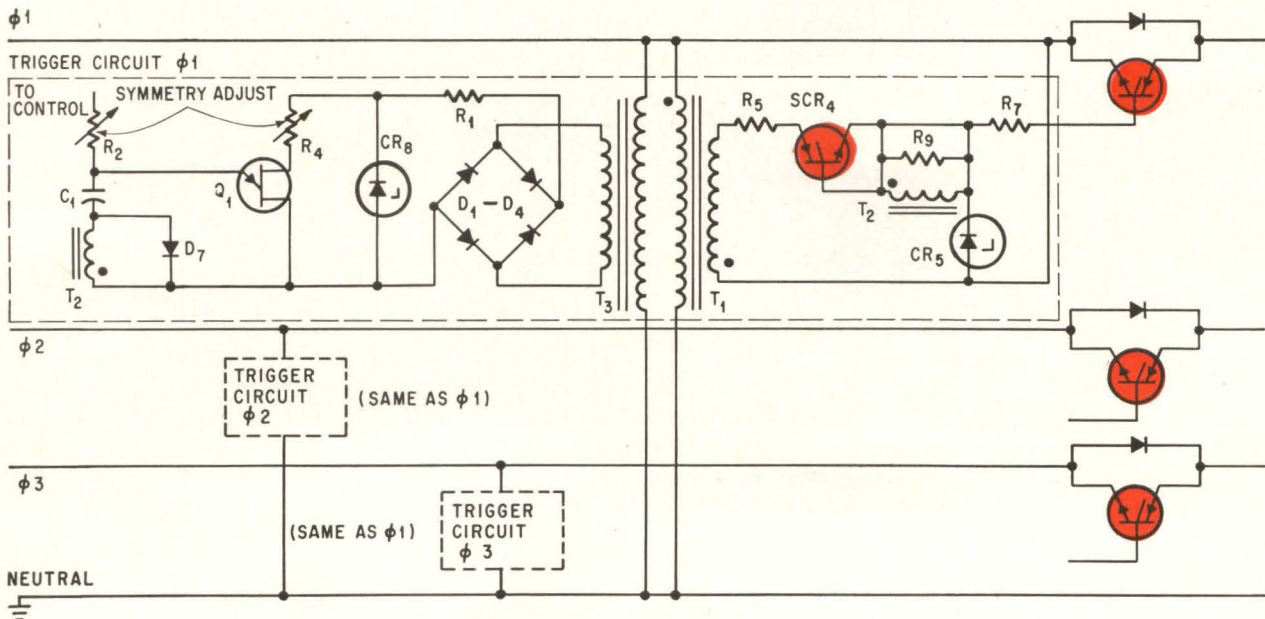 φ1
TRIGGER CIRCUIT φ1
TO
CONTROL
SYMMETRY ADJUST
R2
R4
C1
Q1
D7
T2
CR8
R1
D1 – D4
T3
T1
R5
SCR4
R9
R7
T2
CR5
φ2
TRIGGER
CIRCUIT
φ2
(SAME AS φ1)
φ3
(SAME AS φ1)
TRIGGER
CIRCUIT
φ 3
NEUTRAL